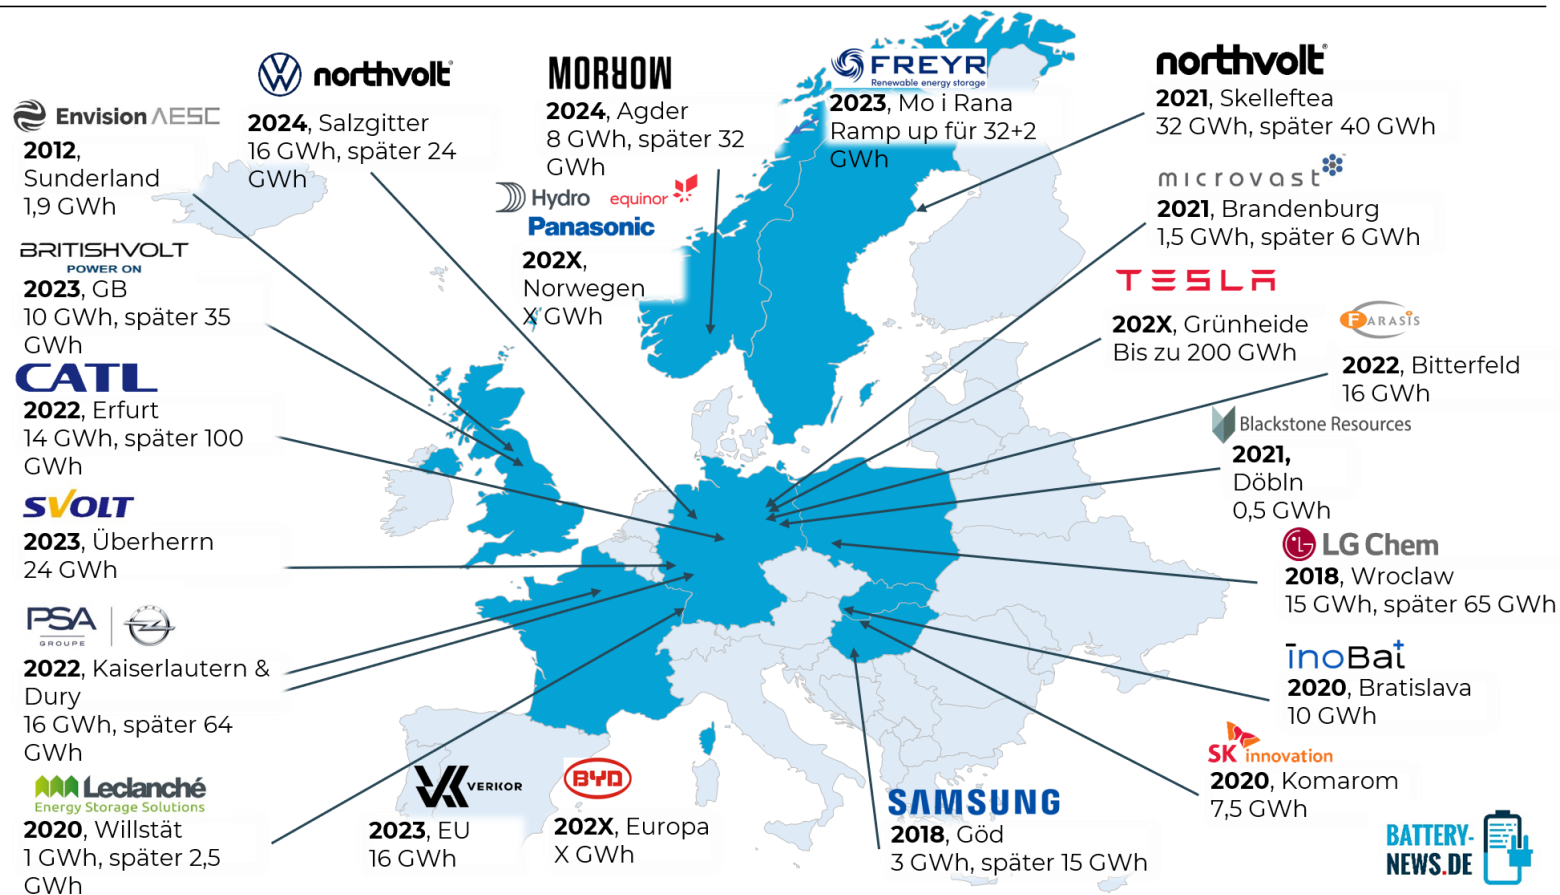 Envision AESC
2012,
Sunderland
1,9 GWh
BRITISHVOLT
POWER ON
2023, GB
10 GWh, später 35
GWh
CATL
2022, Erfurt
14 GWh, später 100
GWh
SVOLT
2023, Überherrn
24 GWh
PSA
GROUPE
2022, Kaiserlautern &
Dury
16 GWh, später 64
GWh
Leclanché
Energy Storage Solutions
2020, Willstät
1 GWh, später 2,5
GWh
northvolt
2024, Salzgitter
16 GWh, später 24
GWh
MORROW
2024, Agder
8 GWh, später 32
GWh
Hydro equinor
Panasonic
202X,
Norwegen
X GWh
FREYR
Renewable energy storage
2023, Mo i Rana
Ramp up für 32+2
GWh
northvolt
2021, Skelleftea
32 GWh, später 40 GWh
microvast
2021, Brandenburg
1,5 GWh, später 6 GWh
TESLA
202X, Grünheide
Bis zu 200 GWh
FARASIS
2022, Bitterfeld
16 GWh
Blackstone Resources
2021,
Döbln
0,5 GWh
LG Chem
2018, Wroclaw
15 GWh, später 65 GWh
inoBat
2020, Bratislava
10 GWh
SK innovation
2020, Komarom
7,5 GWh
VERKOR
2023, EU
16 GWh
BYD
202X, Europa
X GWh
SAMSUNG
2018, Göd
3 GWh, später 15 GWh
BATTERY-
NEWS.DE